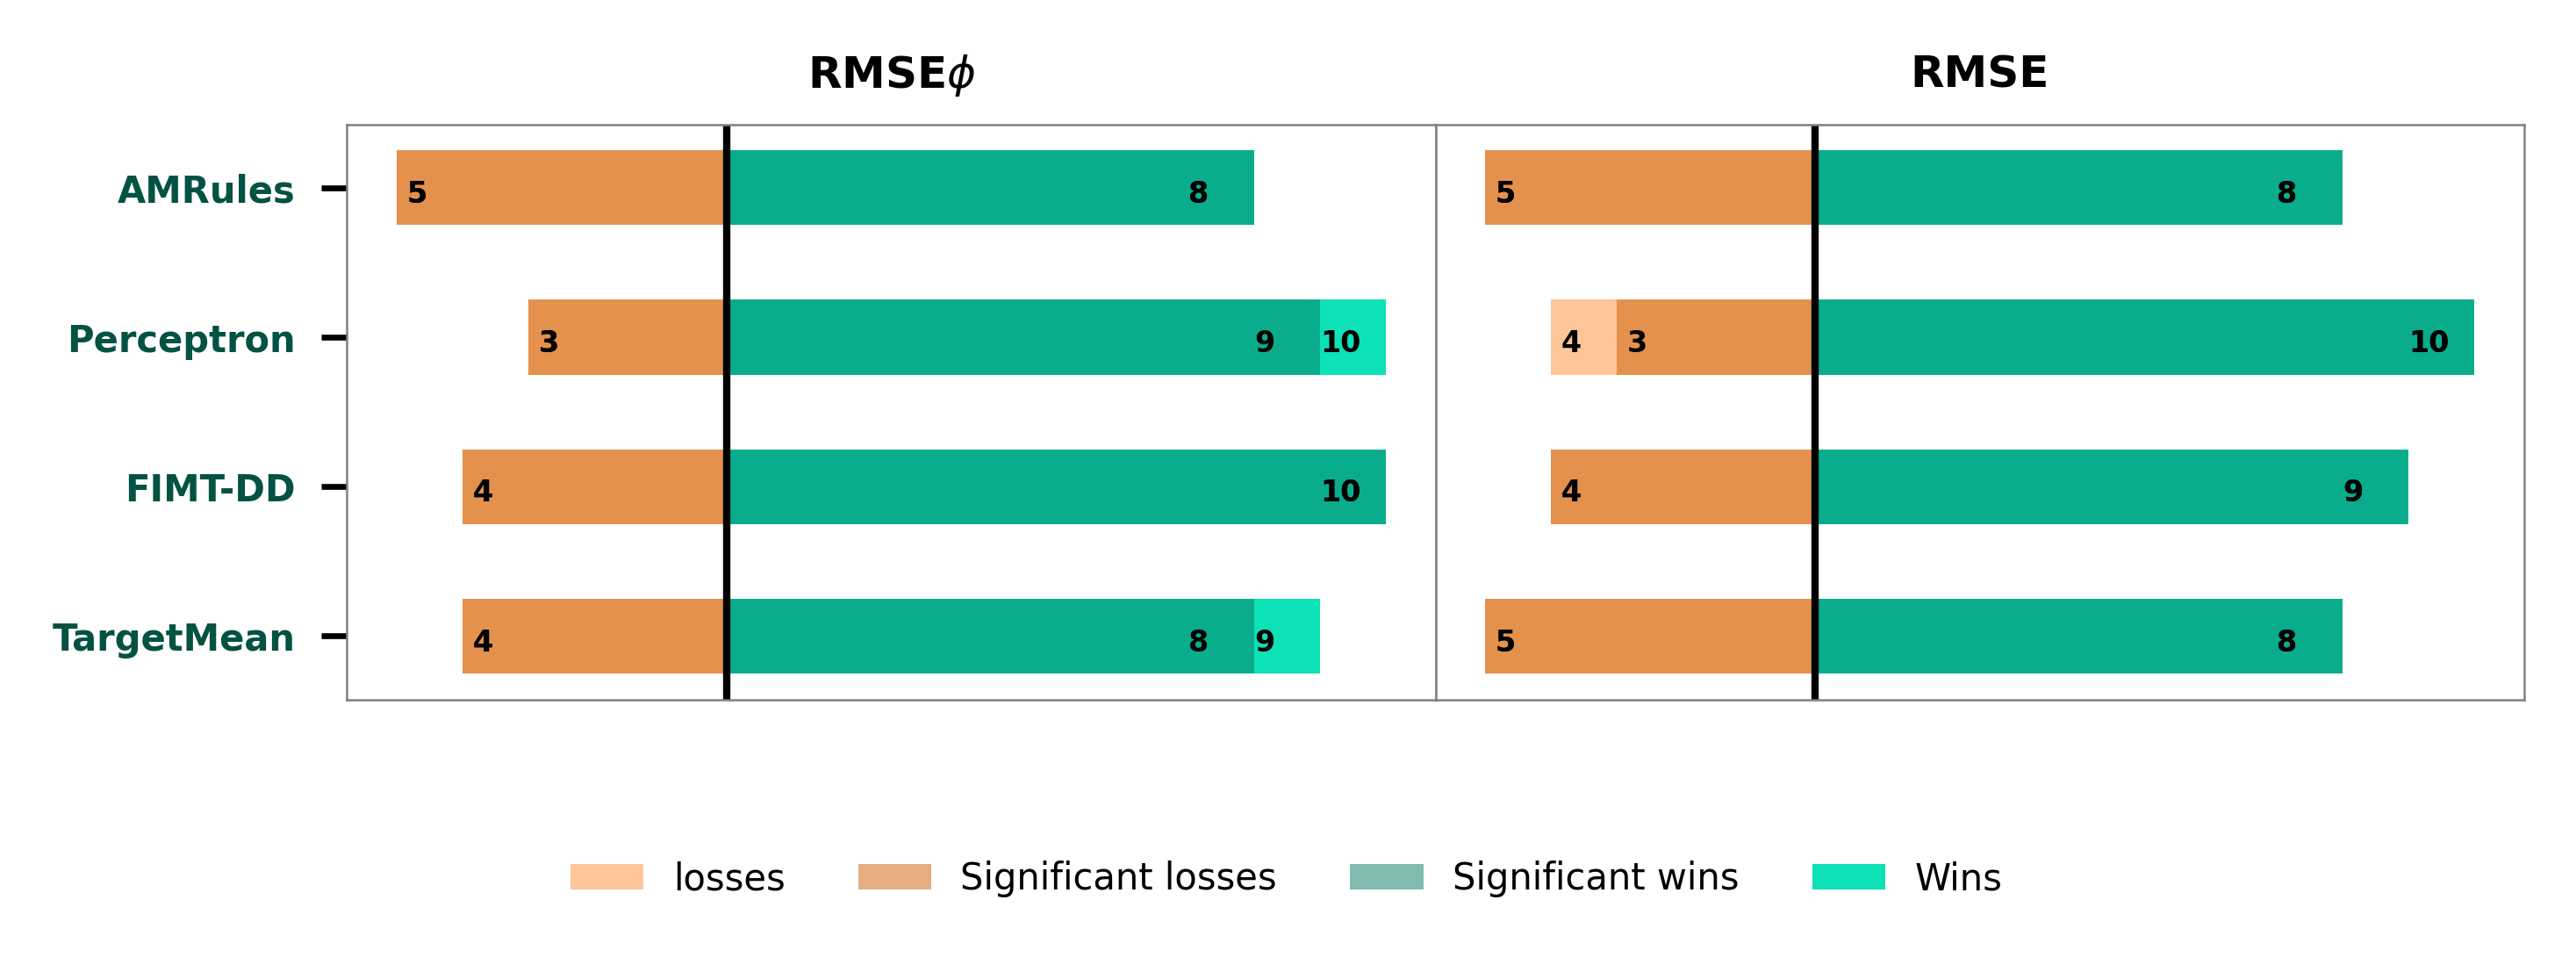 RMSEϕ RMSE
AMRules 5 8 5 8
Perceptron 3 9 10 4 3 10
FIMT-DD 4 10 4 9
TargetMean 4 8 9 5 8
losses Significant losses Significant wins Wins